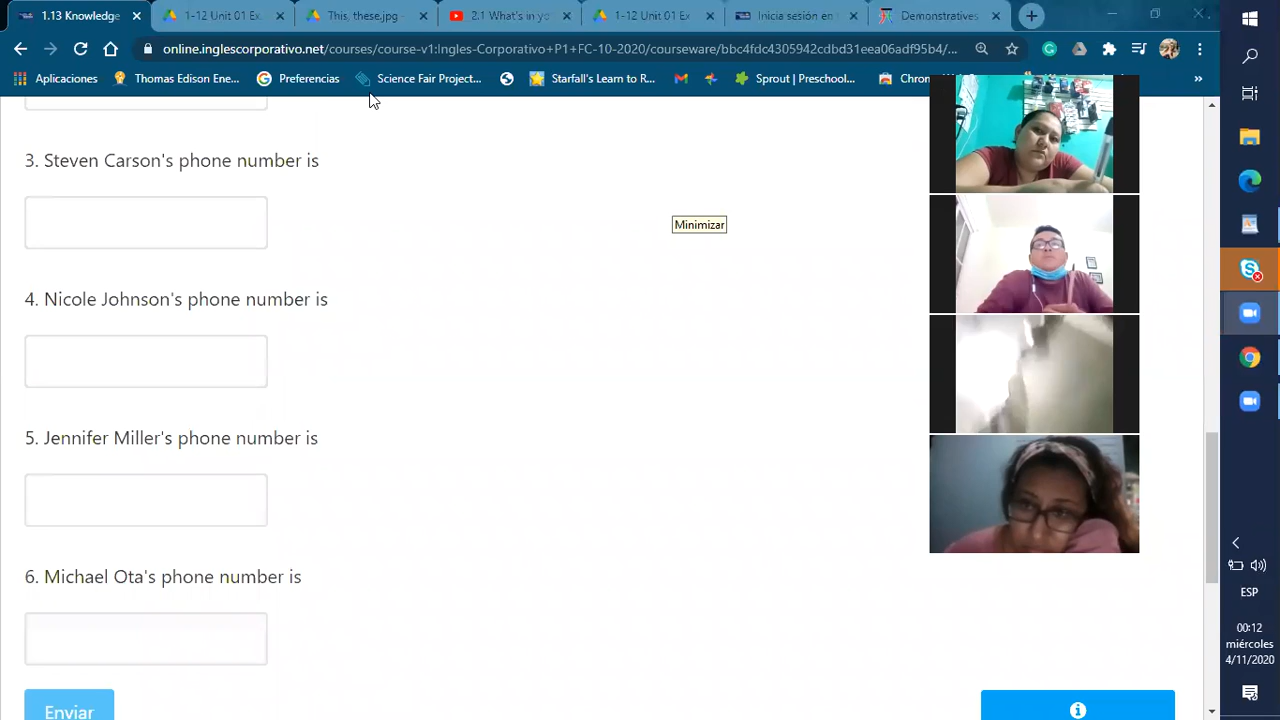 1.13 Knowledge
1-12 Unit 01 Ex
This, these.jpg -
2.1 What's in yo
1-12 Unit 01 Ex
Inicia sesión en
Demonstratives
online.inglescorporativo.net/courses/course-v1:Ingles-Corporativo+P1+FC-10-2020/courseware/bbc4fdc4305942cdbd31eea06adf95b4/...
Aplicaciones
Thomas Edison Ene...
Preferencias
Science Fair Project...
Starfall's Learn to R...
Sprout | Preschool...
Chron
»
3. Steven Carson's phone number is
Minimizar
4. Nicole Johnson's phone number is
5. Jennifer Miller's phone number is
6. Michael Ota's phone number is
Enviar
ESP
00:12
miércoles
4/11/2020